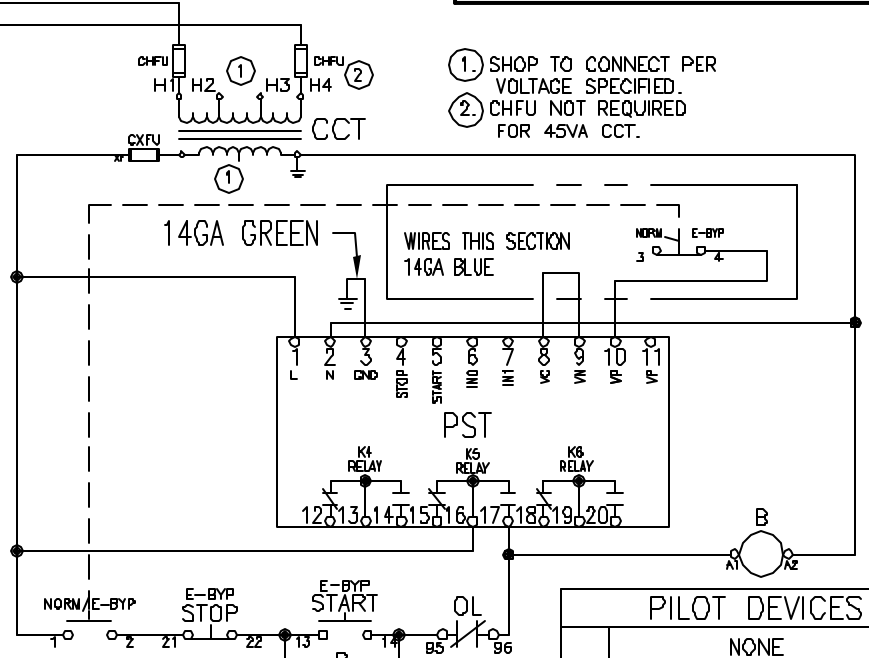 CHFU
CHFU
H1
H2
1
H3
H4
2
1. SHOP TO CONNECT PER
VOLTAGE SPECIFIED.
2. CHFU NOT REQUIRED
FOR 45VA CCT.
CCT
CXFU
XF
1
14GA GREEN
WIRES THIS SECTION
14GA BLUE
NORM
E-BYP
3
4
1 2 3 4 5 6 7 8 9 10 11
L N GND STOP START IN0 IN1 VC VN VP VP
PST
K4
RELAY
K5
RELAY
K6
RELAY
12 13 14 15 16 17 18 19 20
B
A1
A2
NORM/E-BYP
E-BYP
STOP
E-BYP
START
OL
1
2
21
22
13
14
95
96
PILOT DEVICES
NONE